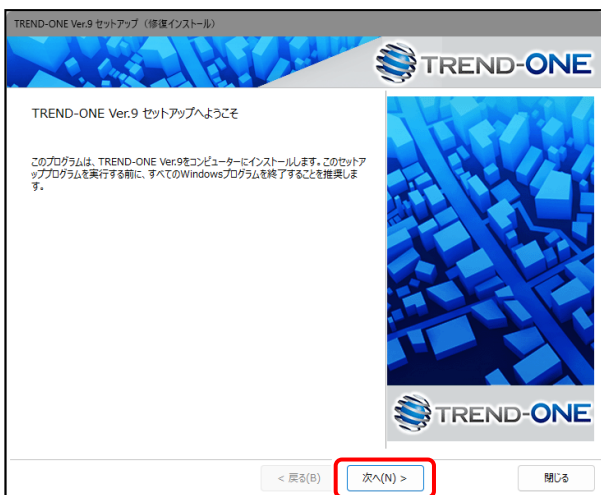 TREND-ONE Ver.9 セットアップ（修復インストール）
TREND-ONE
TREND-ONE Ver.9 セットアップへようこそ
このプログラムは、TREND-ONE Ver.9をコンピューターにインストールします。このセットア
ッププログラムを実行する前に、すべてのWindowsプログラムを終了することを推奨しま
す。
TREND-ONE
< 戻る(B)
次へ(N) >
閉じる